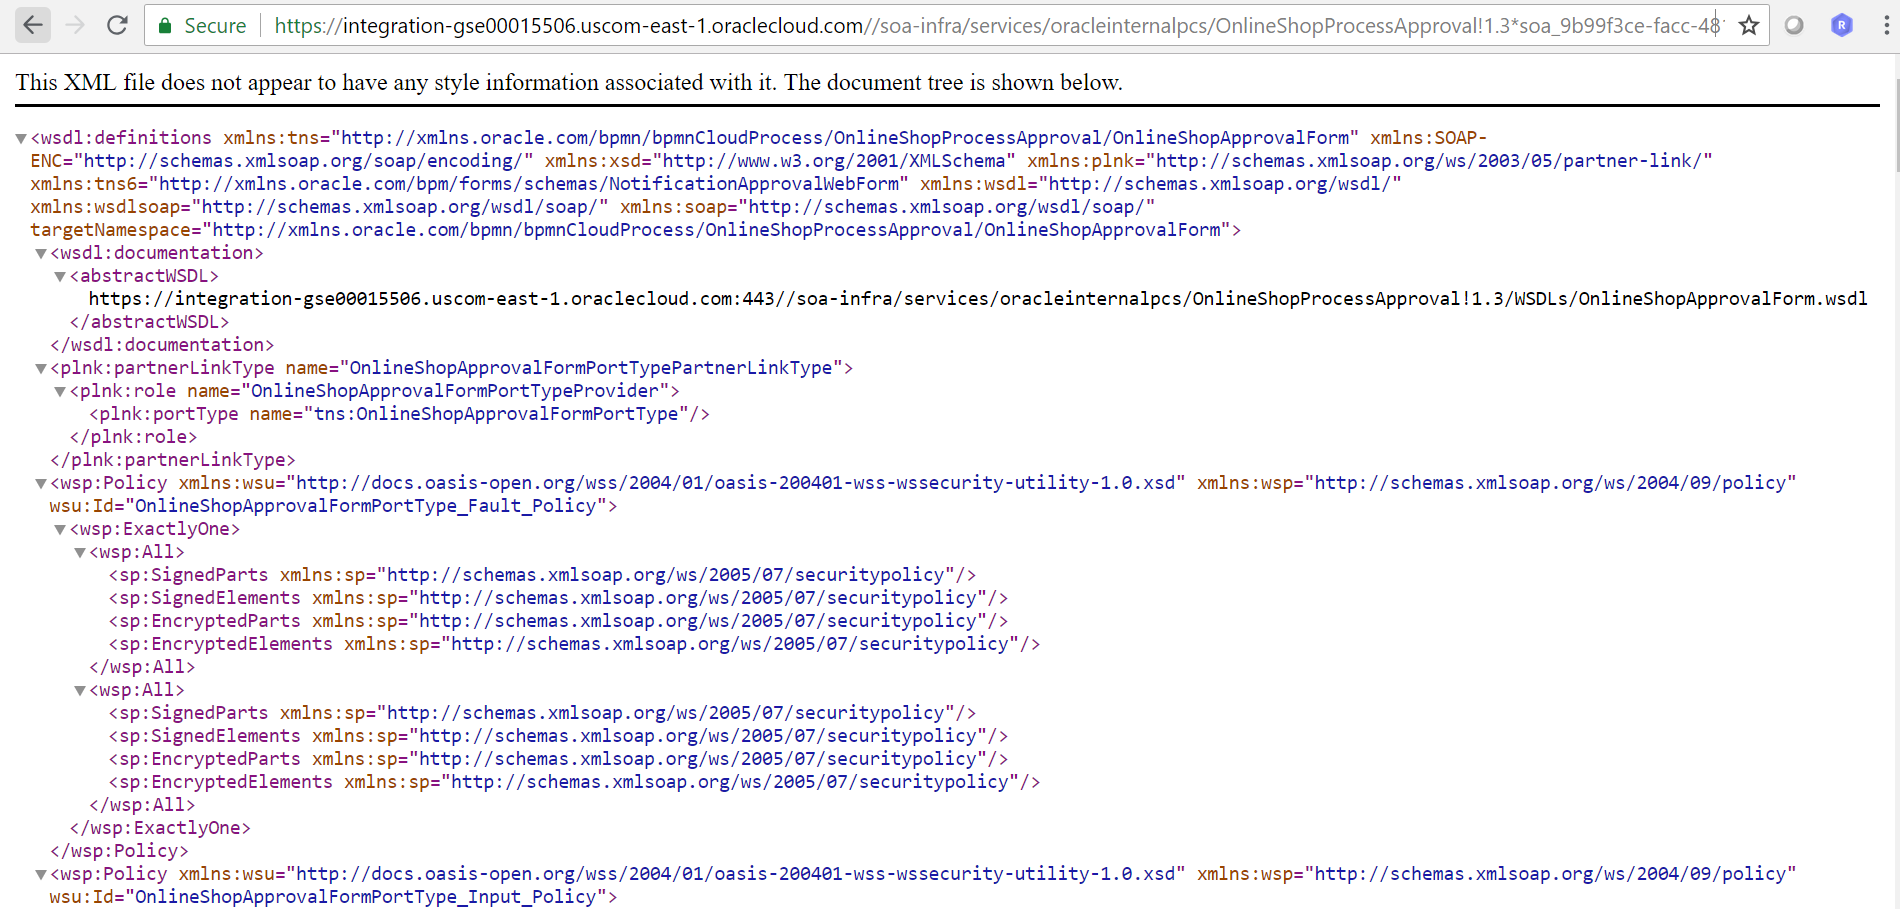 Secure https://integration-gse00015506.uscom-east-1.oraclecloud.com//soa-infra/services/oracleinternalpcs/OnlineShopProcessApproval!1.3*soa_9b99f3ce-facc-48
R
This XML file does not appear to have any style information associated with it. The document tree is shown below.
▼<wsdl:definitions xmlns:tns="http://xmlns.oracle.com/bpmn/bpmnCloudProcess/OnlineShopProcessApproval/OnlineShopApprovalForm" xmlns:SOAP-
ENC="http://schemas.xmlsoap.org/soap/encoding/" xmlns:xsd="http://www.w3.org/2001/XMLSchema" xmlns:plnk="http://schemas.xmlsoap.org/ws/2003/05/partner-link/"
xmlns:tns6="http://xmlns.oracle.com/bpm/forms/schemas/NotificationApprovalWebForm" xmlns:wsdl="http://schemas.xmlsoap.org/wsdl/"
xmlns:wsdlsoap="http://schemas.xmlsoap.org/wsdl/soap/" xmlns:soap="http://schemas.xmlsoap.org/wsdl/soap/"
targetNamespace="http://xmlns.oracle.com/bpmn/bpmnCloudProcess/OnlineShopProcessApproval/OnlineShopApprovalForm">
▼<wsdl:documentation>
▼<abstractWSDL>
https://integration-gse00015506.uscom-east-1.oraclecloud.com:443//soa-infra/services/oracleinternalpcs/OnlineShopProcessApproval!1.3/WSDLs/OnlineShopApprovalForm.wsdl
</abstractWSDL>
</wsdl:documentation>
▼<plnk:partnerLinkType name="OnlineShopApprovalFormPortTypePartnerLinkType">
▼<plnk:role name="OnlineShopApprovalFormPortTypeProvider">
<plnk:portType name="tns:OnlineShopApprovalFormPortType"/>
</plnk:role>
</plnk:partnerLinkType>
▼<wsp:Policy xmlns:wsu="http://docs.oasis-open.org/wss/2004/01/oasis-200401-wss-wssecurity-utility-1.0.xsd" xmlns:wsp="http://schemas.xmlsoap.org/ws/2004/09/policy"
wsu:Id="OnlineShopApprovalFormPortType_Fault_Policy">
▼<wsp:ExactlyOne>
▼<wsp:All>
<sp:SignedParts xmlns:sp="http://schemas.xmlsoap.org/ws/2005/07/securitypolicy"/>
<sp:SignedElements xmlns:sp="http://schemas.xmlsoap.org/ws/2005/07/securitypolicy"/>
<sp:EncryptedParts xmlns:sp="http://schemas.xmlsoap.org/ws/2005/07/securitypolicy"/>
<sp:EncryptedElements xmlns:sp="http://schemas.xmlsoap.org/ws/2005/07/securitypolicy"/>
</wsp:All>
▼<wsp:All>
<sp:SignedParts xmlns:sp="http://schemas.xmlsoap.org/ws/2005/07/securitypolicy"/>
<sp:SignedElements xmlns:sp="http://schemas.xmlsoap.org/ws/2005/07/securitypolicy"/>
<sp:EncryptedParts xmlns:sp="http://schemas.xmlsoap.org/ws/2005/07/securitypolicy"/>
<sp:EncryptedElements xmlns:sp="http://schemas.xmlsoap.org/ws/2005/07/securitypolicy"/>
</wsp:All>
</wsp:ExactlyOne>
</wsp:Policy>
▼<wsp:Policy xmlns:wsu="http://docs.oasis-open.org/wss/2004/01/oasis-200401-wss-wssecurity-utility-1.0.xsd" xmlns:wsp="http://schemas.xmlsoap.org/ws/2004/09/policy"
wsu:Id="OnlineShopApprovalFormPortType_Input_Policy">